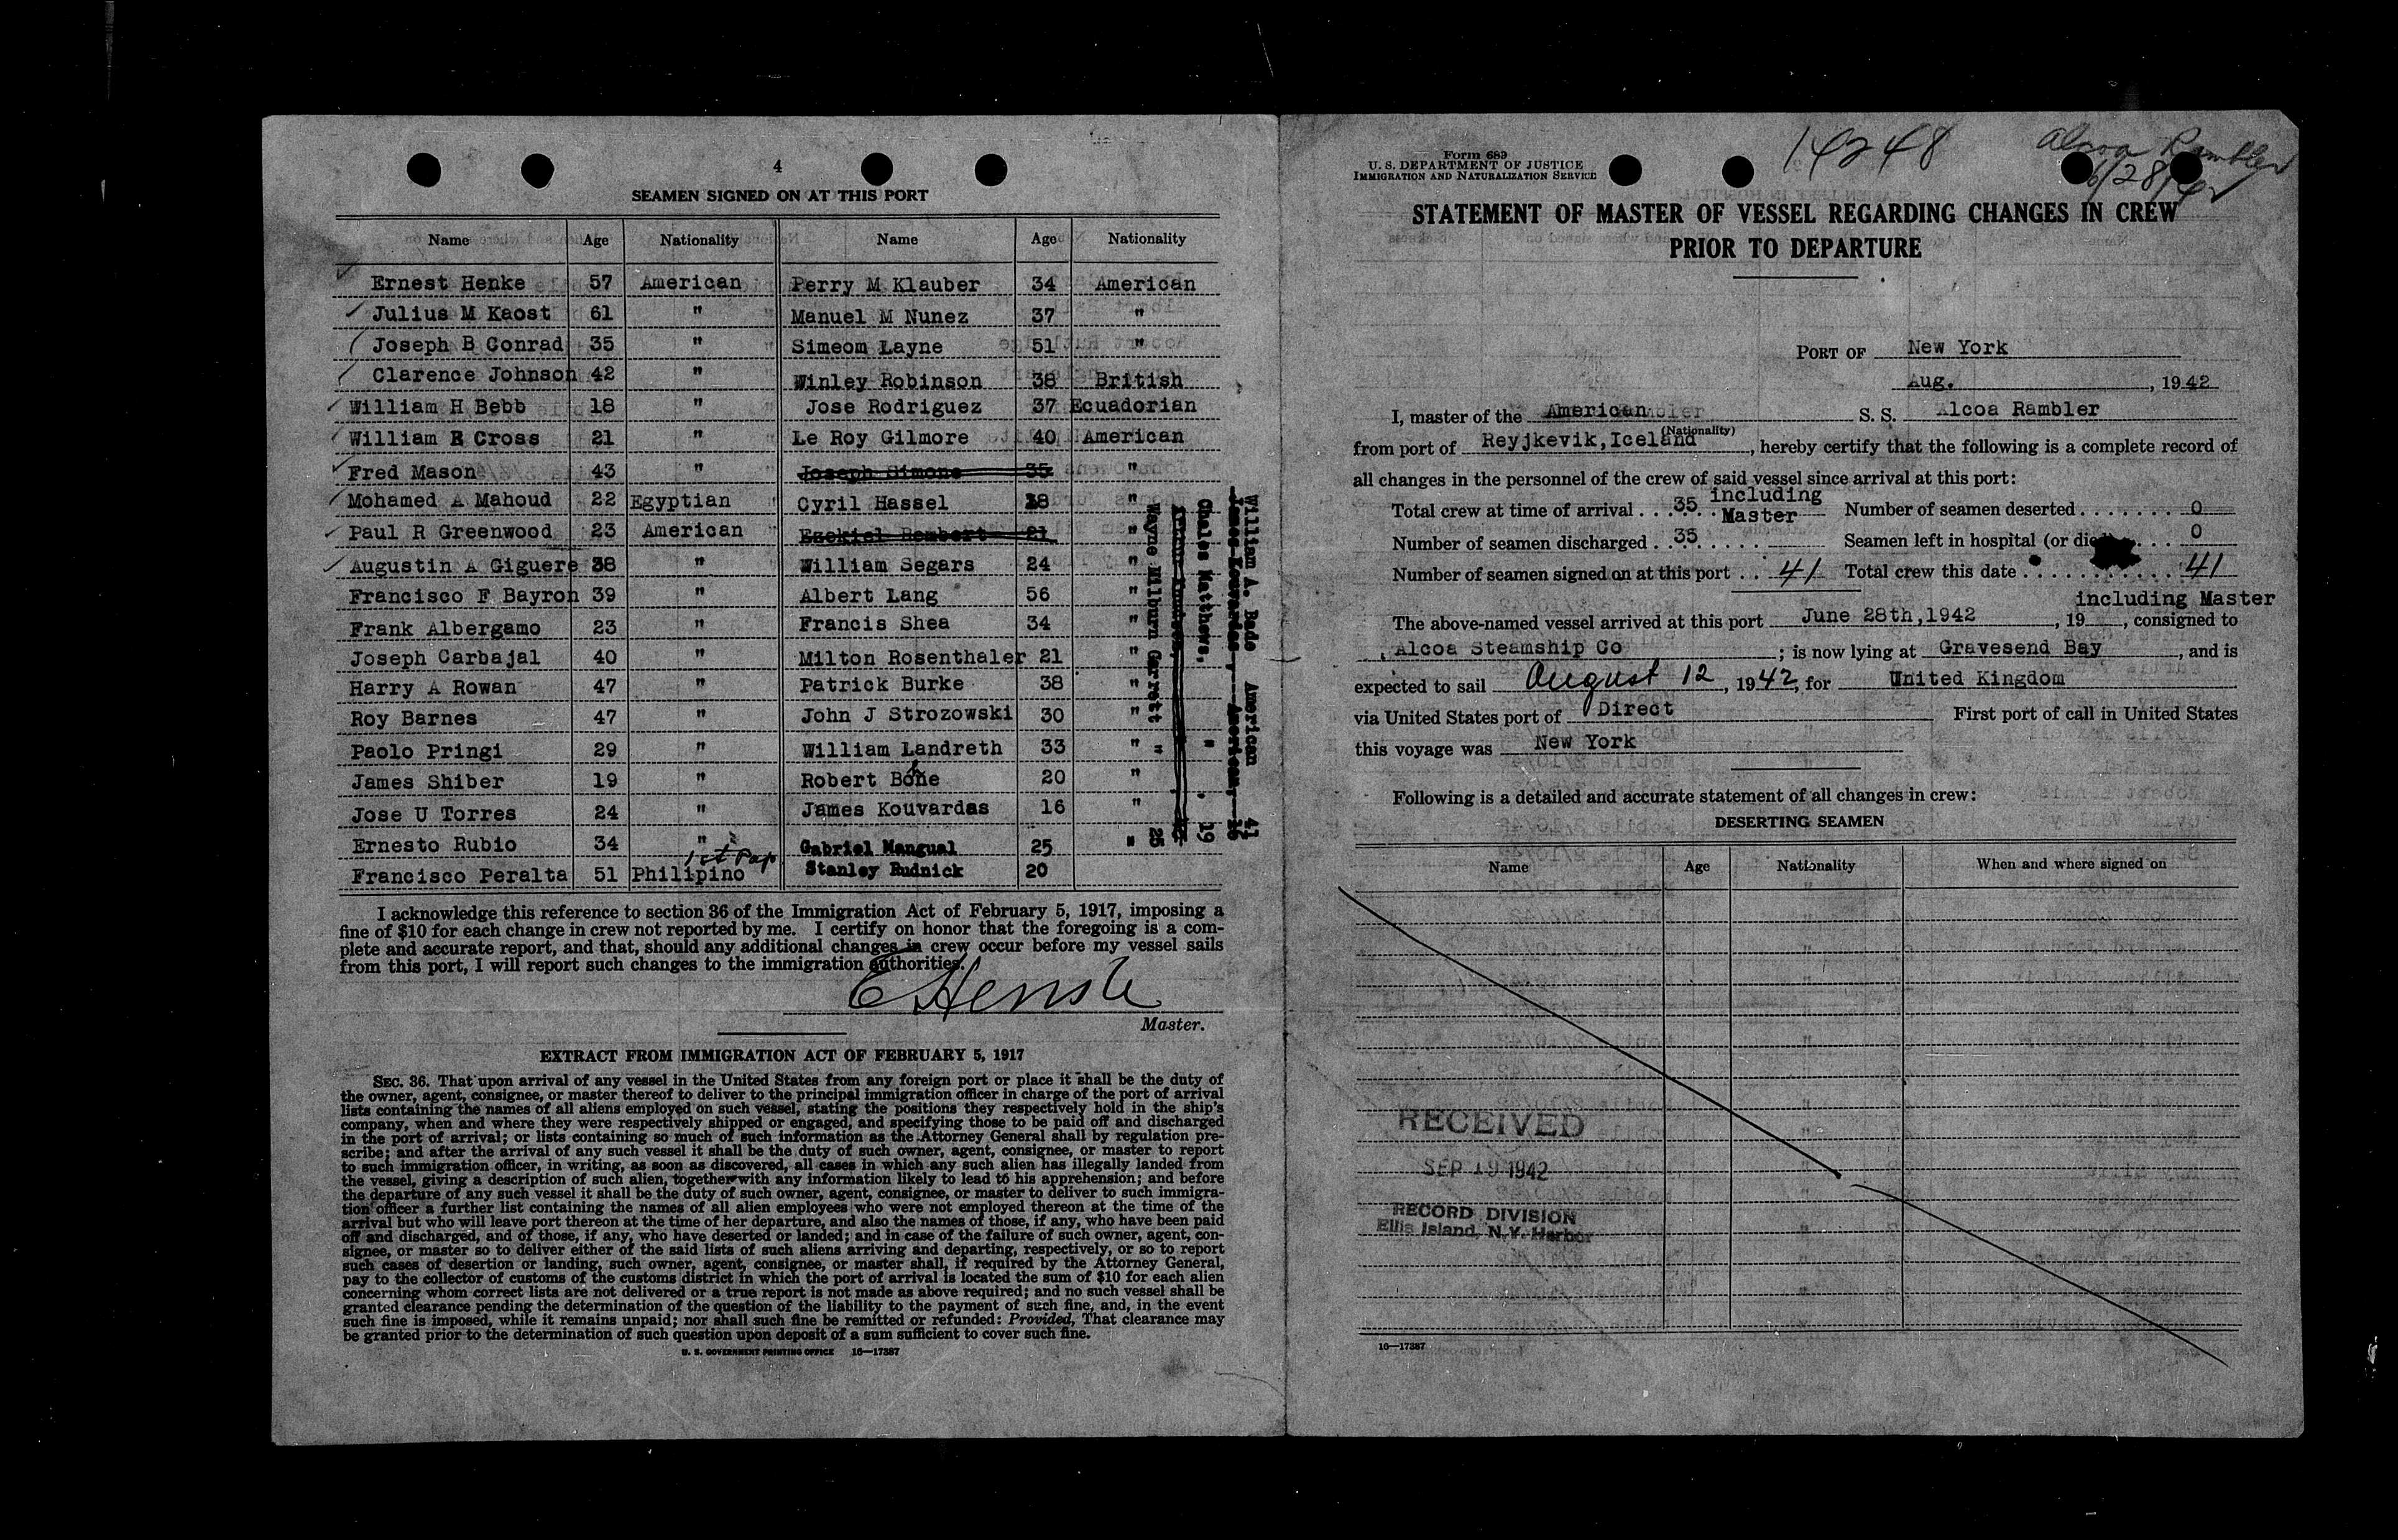 4
SEAMEN SIGNED ON AT THIS PORT
Name Age Nationality Name Age Nationality
Ernest Henke 57 American Perry M Klauber 34 American
Julius M Kaost 61 " Manuel M Nunez 37 "
Joseph B Conrad 35 " Simeom Layne 51 "
Clarence Johnson 42 " Winley Robinson 38 British
William H Bebb 18 " Jose Rodriguez 37 Ecuadorian
William R Cross 21 " Le Roy Gilmore 40 American
Fred Mason 43 " Joseph Simons 35 "
Mohamed A Mahoud 22 Egyptian Cyril Hassel 18 "
Paul R Greenwood 23 American Ezekiel Rembert 21 "
Augustin A Giguere 38 " William Segars 24 "
Francisco F Bayron 39 " Albert Lang 56 "
Frank Albergamo 23 " Francis Shea 34 "
Joseph Carbajal 40 " Milton Rosenthaler 21 "
Harry A Rowan 47 " Patrick Burke 38 "
Roy Barnes 47 " John J Strozowski 30 "
Paolo Pringi 29 " William Landreth 33 "
James Shiber 19 " Robert Bohe 20 "
Jose U Torres 24 " James Kouvardas 16 "
Ernesto Rubio 34 " Gabriel Mangual 25 "
1st Pap
Francisco Peralta 51 Philipino Stanley Rudnick 20
William A. Bade American 41
James Kouvardas American 16
Chales Matthews, " 19
Wayne Milburn Garrett " 25
I acknowledge this reference to section 36 of the Immigration Act of February 5, 1917, imposing a
fine of $10 for each change in crew not reported by me. I certify on honor that the foregoing is a com-
plete and accurate report, and that, should any additional changes in crew occur before my vessel sails
from this port, I will report such changes to the immigration authorities.
E Henke
Master.
EXTRACT FROM IMMIGRATION ACT OF FEBRUARY 5, 1917
SEC. 36. That upon arrival of any vessel in the United States from any foreign port or place it shall be the duty of
the owner, agent, consignee, or master thereof to deliver to the principal immigration officer in charge of the port of arrival
lists containing the names of all aliens employed on such vessel, stating the positions they respectively hold in the ship's
company, when and where they were respectively shipped or engaged, and specifying those to be paid off and discharged
in the port of arrival; or lists containing so much of such information as the Attorney General shall by regulation pre-
scribe; and after the arrival of any such vessel it shall be the duty of such owner, agent, consignee, or master to report
to such immigration officer, in writing, as soon as discovered, all cases in which any such alien has illegally landed from
the vessel, giving a description of such alien, together with any information likely to lead to his apprehension; and before
the departure of any such vessel it shall be the duty of such owner, agent, consignee, or master to deliver to such immigra-
tion officer a further list containing the names of all alien employees who were not employed thereon at the time of the
arrival but who will leave port thereon at the time of her departure, and also the names of those, if any, who have been paid
off and discharged, and of those, if any, who have deserted or landed; and in case of the failure of such owner, agent, con-
signee, or master so to deliver either of the said lists of such aliens arriving and departing, respectively, or so to report
such cases of desertion or landing, such owner, agent, consignee, or master shall, if required by the Attorney General,
pay to the collector of customs of the customs district in which the port of arrival is located the sum of $10 for each alien
concerning whom correct lists are not delivered or a true report is not made as above required; and no such vessel shall be
granted clearance pending the determination of the question of the liability to the payment of such fine, and, in the event
such fine is imposed, while it remains unpaid; nor shall such fine be remitted or refunded: Provided, That clearance may
be granted prior to the determination of such question upon deposit of a sum sufficient to cover such fine.
U. S. GOVERNMENT PRINTING OFFICE 16—17387
Form 689
U. S. DEPARTMENT OF JUSTICE
IMMIGRATION AND NATURALIZATION SERVICE
14248
Alcoa Rambler
6/28/42
STATEMENT OF MASTER OF VESSEL REGARDING CHANGES IN CREW
PRIOR TO DEPARTURE
PORT OF New York
Aug. , 1942
I, master of the American S. S. Alcoa Rambler
(Nationality)
from port of Reyjkevik, Iceland , hereby certify that the following is a complete record of
all changes in the personnel of the crew of said vessel since arrival at this port:
Total crew at time of arrival . . . 35 including Master Number of seamen deserted . . . . . . . 0
Number of seamen discharged . . 35 . . . . . Seamen left in hospital (or died) . . . 0
Number of seamen signed on at this port . . 41 Total crew this date . . . . . . . . . . . . 41
including Master
The above-named vessel arrived at this port June 28th, 1942 , 19 , consigned to
Alcoa Steamship Co ; is now lying at Gravesend Bay , and is
expected to sail August 12 , 1942, for United Kingdom
via United States port of Direct First port of call in United States
this voyage was New York
Following is a detailed and accurate statement of all changes in crew:
DESERTING SEAMEN
Name Age Nationality When and where signed on
RECEIVED
SEP 19 1942
RECORD DIVISION
Ellis Island, N.Y. Harbor
16—17387